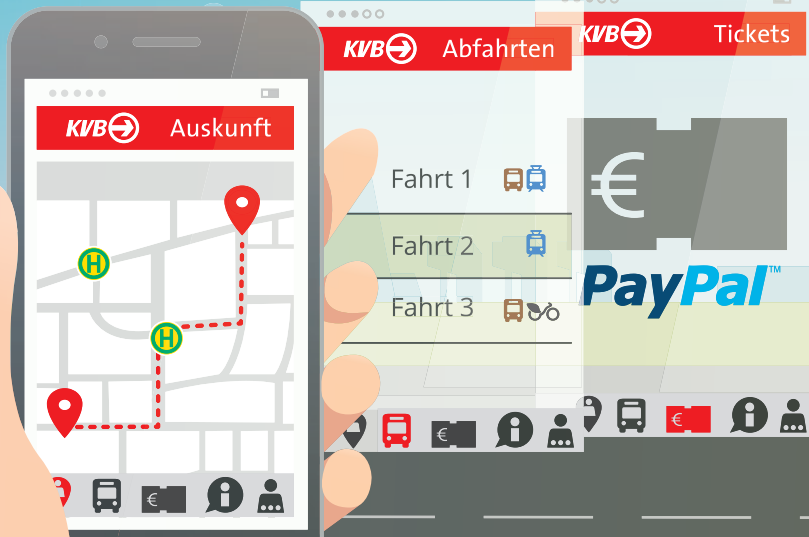 KVB Auskunft
H
H
KVB Abfahrten
Fahrt 1
Fahrt 2
Fahrt 3
€
i
€
i
KVB Tickets
€
PayPal™
€
i